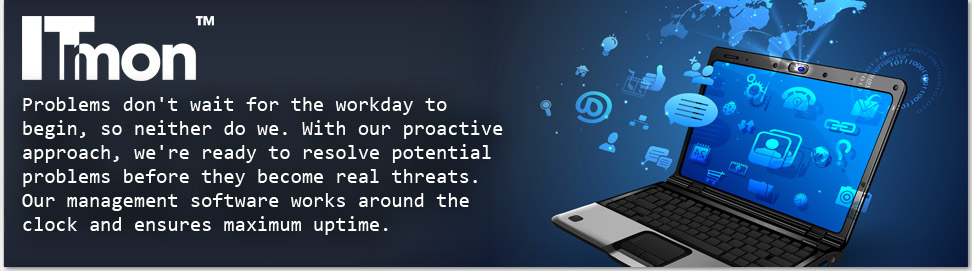 ITmon™
Problems don't wait for the workday to
begin, so neither do we. With our proactive
approach, we're ready to resolve potential
problems before they become real threats.
Our management software works around the
clock and ensures maximum uptime.